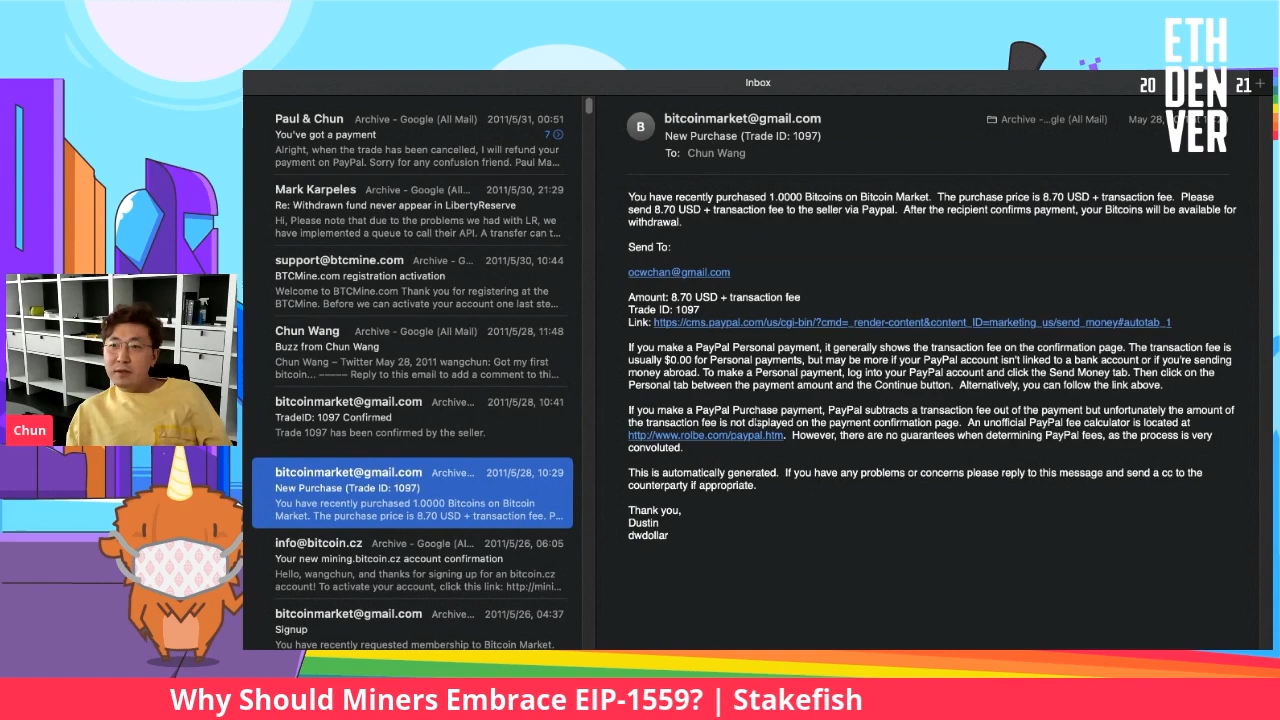 ETH
20 DEN 21
VER
Inbox
Paul & Chun Archive - Google (All Mail) 2011/5/31, 00:51
You've got a payment 7
Alright, when the trade has been cancelled, I will refund your
payment on PayPal. Sorry for any confusion friend. Paul Ma...
Mark Karpeles Archive - Google (All... 2011/5/30, 21:29
Re: Withdrawn fund never appear in LibertyReserve
Hi, Please note that due to the problems we had with LR, we
have implemented a queue to call their API. A transfer can t...
support@btcmine.com Archive - G... 2011/5/30, 10:44
BTCMine.com registration activation
Welcome to BTCMine.com Thank you for registering at the
BTCMine. Before we can activate your account one last ste...
Chun Wang Archive - Google (All Mail) 2011/5/28, 11:48
Buzz from Chun Wang
Chun Wang – Twitter May 28, 2011 wangchun: Got my first
bitcoin... ––––– Reply to this email to add a comment to thi...
bitcoinmarket@gmail.com Archive... 2011/5/28, 10:41
TradeID: 1097 Confirmed
Trade 1097 has been confirmed by the seller.
bitcoinmarket@gmail.com Archive... 2011/5/28, 10:29
New Purchase (Trade ID: 1097)
You have recently purchased 1.0000 Bitcoins on Bitcoin
Market. The purchase price is 8.70 USD + transaction fee. P...
info@bitcoin.cz Archive - Google (Al... 2011/5/26, 06:05
Your new mining.bitcoin.cz account confirmation
Hello, wangchun, and thanks for signing up for an bitcoin.cz
account! To activate your account, click this link: http://mini...
bitcoinmarket@gmail.com Archive... 2011/5/26, 04:37
Signup
You have recently requested membership to Bitcoin Market.
B
bitcoinmarket@gmail.com Archive -...gle (All Mail) May 28,
New Purchase (Trade ID: 1097)
To: Chun Wang
You have recently purchased 1.0000 Bitcoins on Bitcoin Market. The purchase price is 8.70 USD + transaction fee. Please
send 8.70 USD + transaction fee to the seller via Paypal. After the recipient confirms payment, your Bitcoins will be available for
withdrawal.
Send To:
ocwchan@gmail.com
Amount: 8.70 USD + transaction fee
Trade ID: 1097
Link: https://cms.paypal.com/us/cgi-bin/?cmd=_render-content&content_ID=marketing_us/send_money#autotab_1
If you make a PayPal Personal payment, it generally shows the transaction fee on the confirmation page. The transaction fee is
usually $0.00 for Personal payments, but may be more if your PayPal account isn't linked to a bank account or if you're sending
money abroad. To make a Personal payment, log into your PayPal account and click the Send Money tab. Then click on the
Personal tab between the payment amount and the Continue button. Alternatively, you can follow the link above.
If you make a PayPal Purchase payment, PayPal subtracts a transaction fee out of the payment but unfortunately the amount of
the transaction fee is not displayed on the payment confirmation page. An unofficial PayPal fee calculator is located at
http://www.rolbe.com/paypal.htm. However, there are no guarantees when determining PayPal fees, as the process is very
convoluted.
This is automatically generated. If you have any problems or concerns please reply to this message and send a cc to the
counterparty if appropriate.
Thank you,
Dustin
dwdollar
Chun
Why Should Miners Embrace EIP-1559? | Stakefish